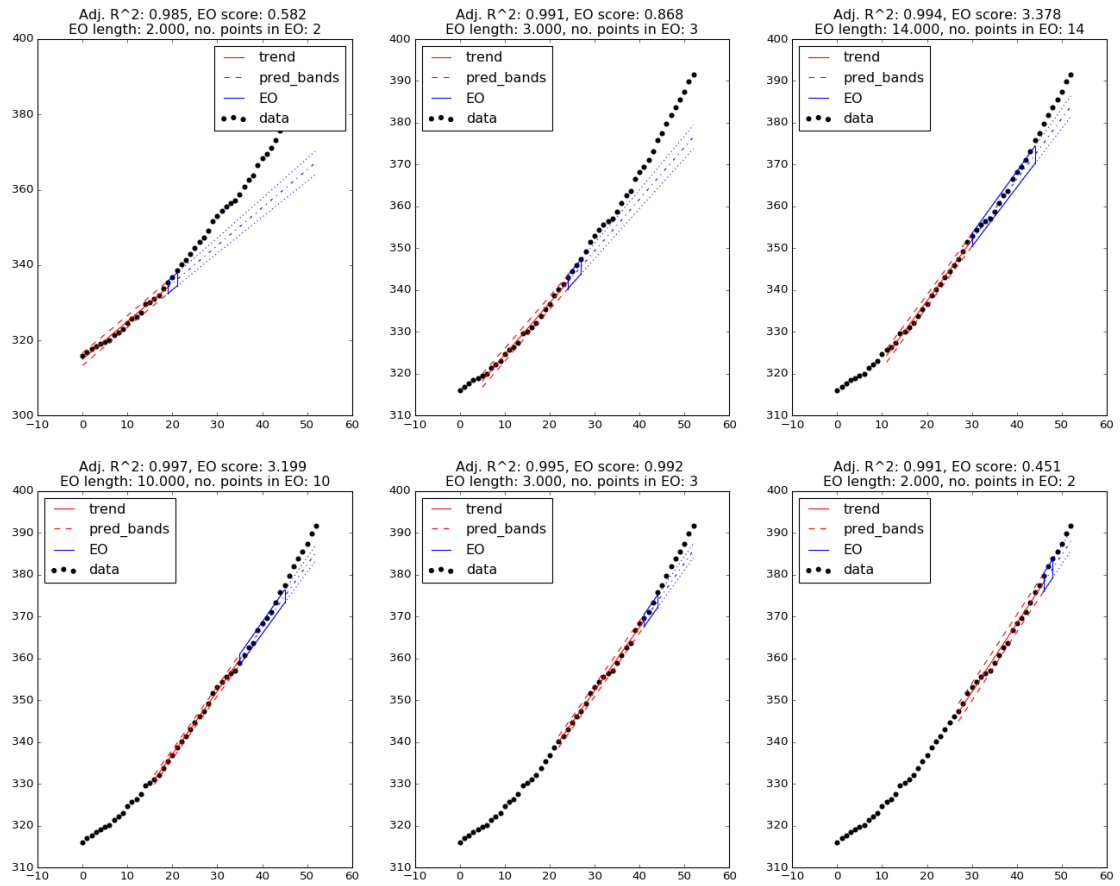 Adj. R^2: 0.985, EO score: 0.582
EO length: 2.000, no. points in EO: 2
400
380
360
340
320
300
−10 0 10 20 30 40 50 60
trend
pred_bands
EO
data
Adj. R^2: 0.991, EO score: 0.868
EO length: 3.000, no. points in EO: 3
400
390
380
370
360
350
340
330
320
310
−10 0 10 20 30 40 50 60
trend
pred_bands
EO
data
Adj. R^2: 0.994, EO score: 3.378
EO length: 14.000, no. points in EO: 14
400
390
380
370
360
350
340
330
320
310
−10 0 10 20 30 40 50 60
trend
pred_bands
EO
data
Adj. R^2: 0.997, EO score: 3.199
EO length: 10.000, no. points in EO: 10
400
390
380
370
360
350
340
330
320
310
−10 0 10 20 30 40 50 60
trend
pred_bands
EO
data
Adj. R^2: 0.995, EO score: 0.992
EO length: 3.000, no. points in EO: 3
400
390
380
370
360
350
340
330
320
310
−10 0 10 20 30 40 50 60
trend
pred_bands
EO
data
Adj. R^2: 0.991, EO score: 0.451
EO length: 2.000, no. points in EO: 2
400
390
380
370
360
350
340
330
320
310
−10 0 10 20 30 40 50 60
trend
pred_bands
EO
data